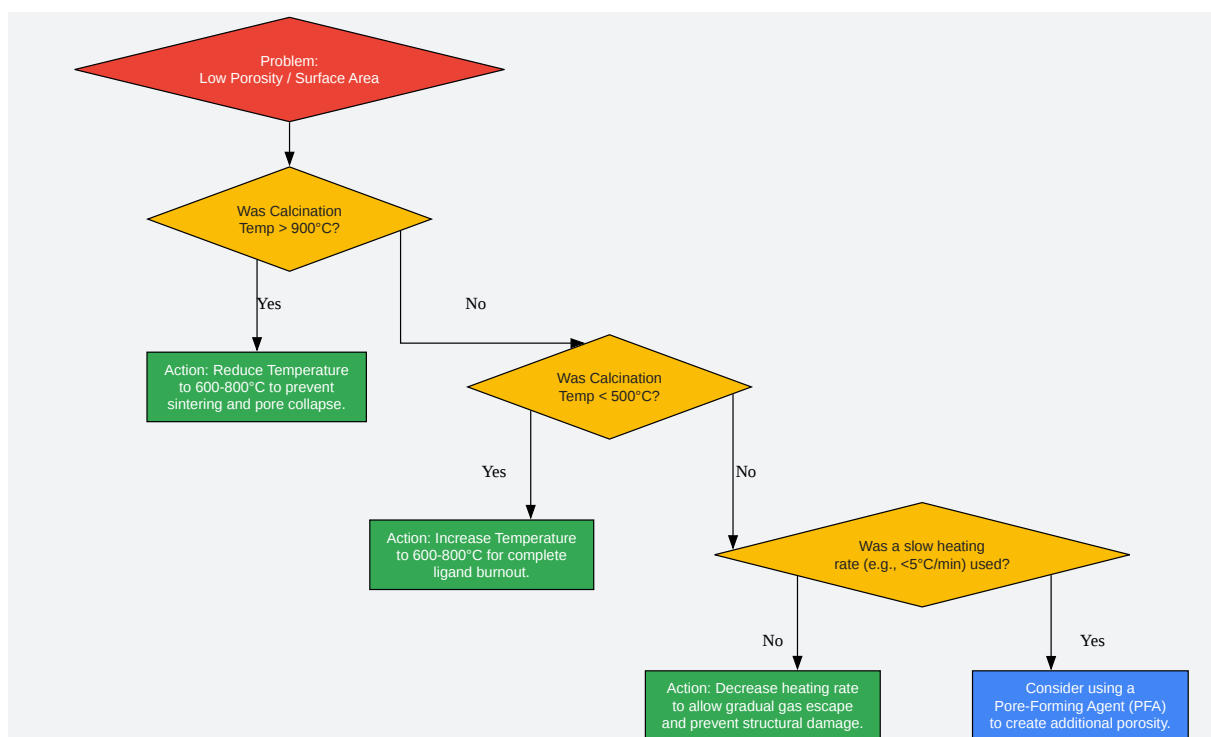 Problem:
Low Porosity / Surface Area
Was Calcination
Temp > 900°C?
Yes
No
Action: Reduce Temperature
to 600-800°C to prevent
sintering and pore collapse.
Was Calcination
Temp < 500°C?
Yes
No
Action: Increase Temperature
to 600-800°C for complete
ligand burnout.
Was a slow heating
rate (e.g., <5°C/min) used?
No
Yes
Action: Decrease heating rate
to allow gradual gas escape
and prevent structural damage.
Consider using a
Pore-Forming Agent (PFA)
to create additional porosity.